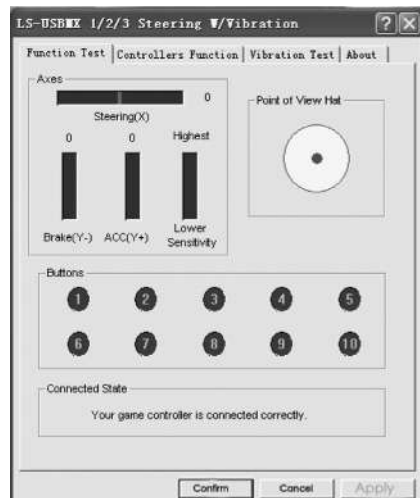 LS-USBMX 1/2/3 Steering W/Vibration
Function Test Controllers Function Vibration Test About
Axes
0
Steering(X)
Point of View Hat
0 0 Highest
Brake(Y-) ACC(Y+) Lower
Sensitivity
Buttons
1 2 3 4 5
6 7 8 9 10
Connected State
Your game controller is connected correctly.
Confirm Cancel Apply